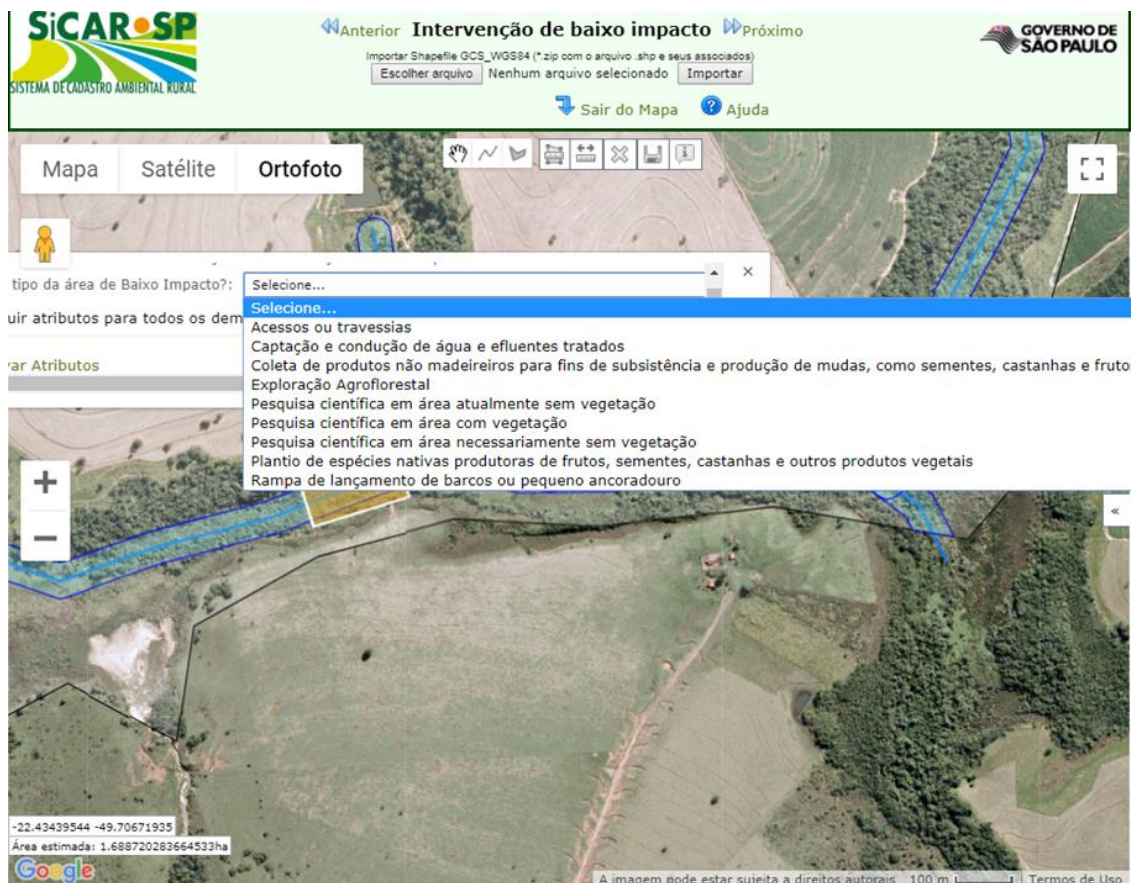 SiCAR SP
SISTEMA DE CADASTRO AMBIENTAL RURAL
Anterior Intervenção de baixo impacto Próximo
Importar Shapefile GCS_WGS84 (*.zip com o arquivo .shp e seus associados)
Escolher arquivo Nenhum arquivo selecionado Importar
Sair do Mapa Ajuda
GOVERNO DE
SÃO PAULO
Mapa Satélite Ortofoto
tipo da área de Baixo Impacto?: Selecione...
uir atributos para todos os dem
var Atributos
Selecione...
Acessos ou travessias
Captação e condução de água e efluentes tratados
Coleta de produtos não madeireiros para fins de subsistência e produção de mudas, como sementes, castanhas e fruto
Exploração Agroflorestal
Pesquisa científica em área atualmente sem vegetação
Pesquisa científica em área com vegetação
Pesquisa científica em área necessariamente sem vegetação
Plantio de espécies nativas produtoras de frutos, sementes, castanhas e outros produtos vegetais
Rampa de lançamento de barcos ou pequeno ancoradouro
-22.43439544 -49.70671935
Área estimada: 1.688720283664533ha
Google
A imagem pode estar sujeita a direitos autorais 100 m Termos de Uso